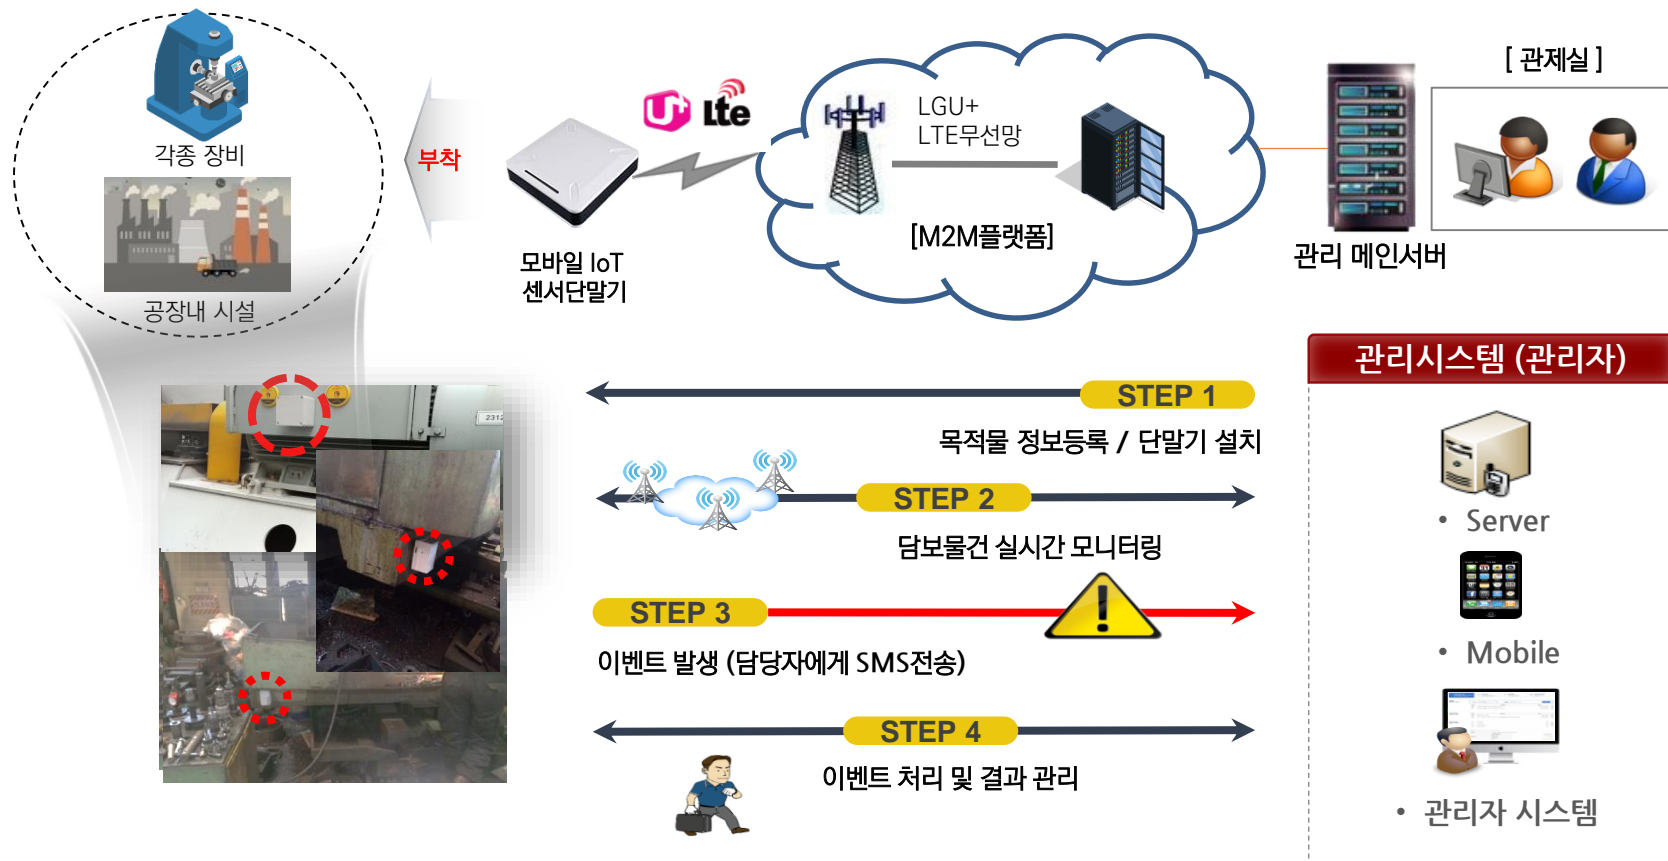 각종 장비
공장내 시설
부착
모바일 IoT
센서단말기
U+ Lte
LGU+
LTE무선망
[M2M플랫폼]
관리 메인서버
[ 관제실 ]
STEP 1
목적물 정보등록 / 단말기 설치
STEP 2
담보물건 실시간 모니터링
STEP 3
이벤트 발생 (담당자에게 SMS전송)
STEP 4
이벤트 처리 및 결과 관리
관리시스템 (관리자)
• Server
• Mobile
• 관리자 시스템
2312